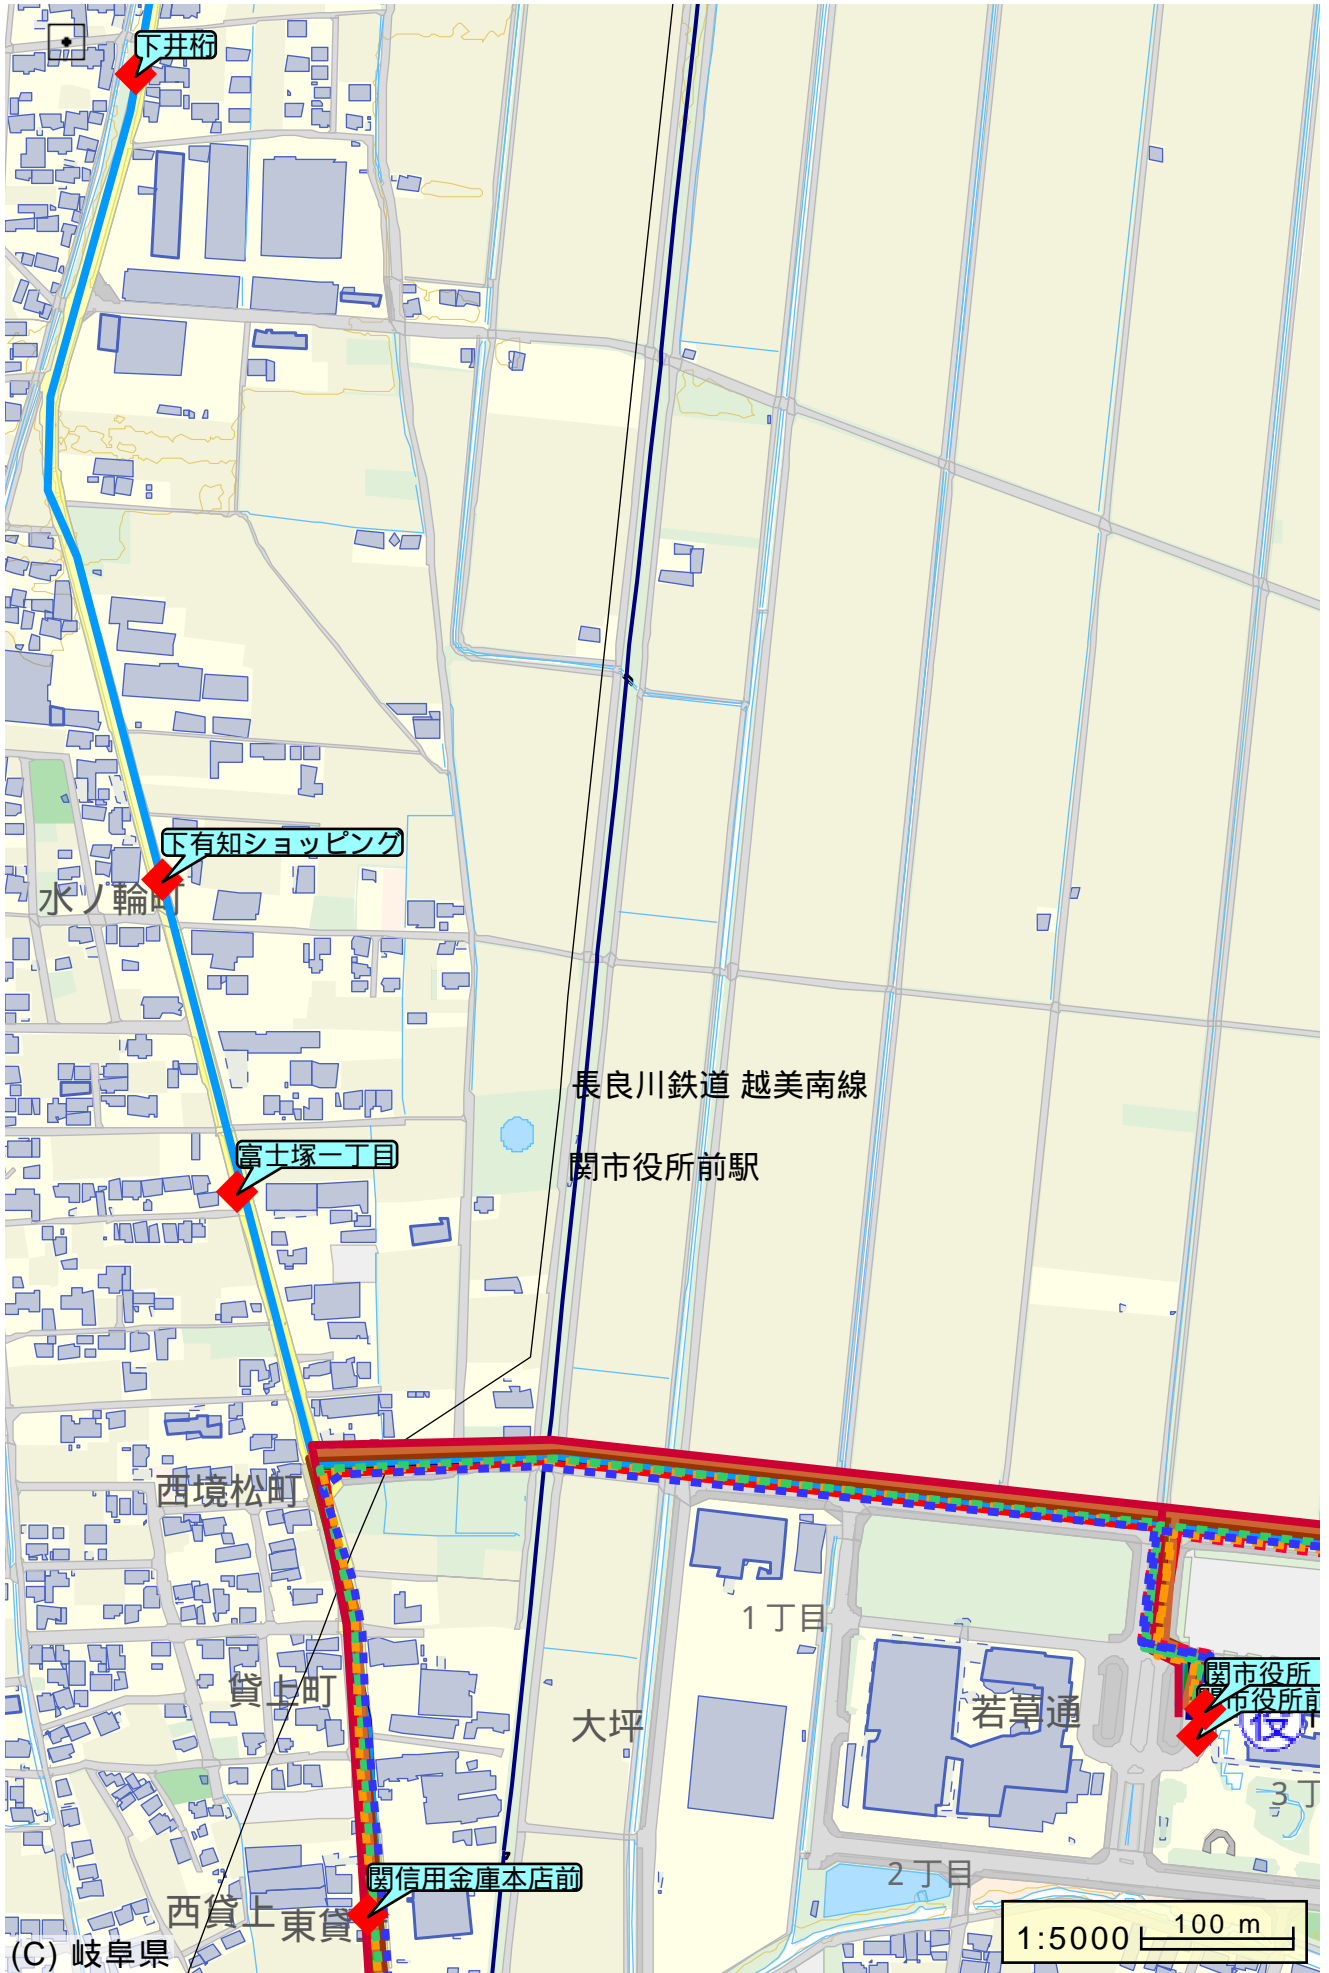 下井桁
下有知ショッピング
水ノ輪町
長良川鉄道 越美南線
富士塚一丁目
関市役所前駅
西境松町
1丁目
関市役所
関市役所前
貸上町
若草通
大坪
役
3丁
関信用金庫本店前
2丁目
西貸上
東貸
1:5000
100 m
(C) 岐阜県